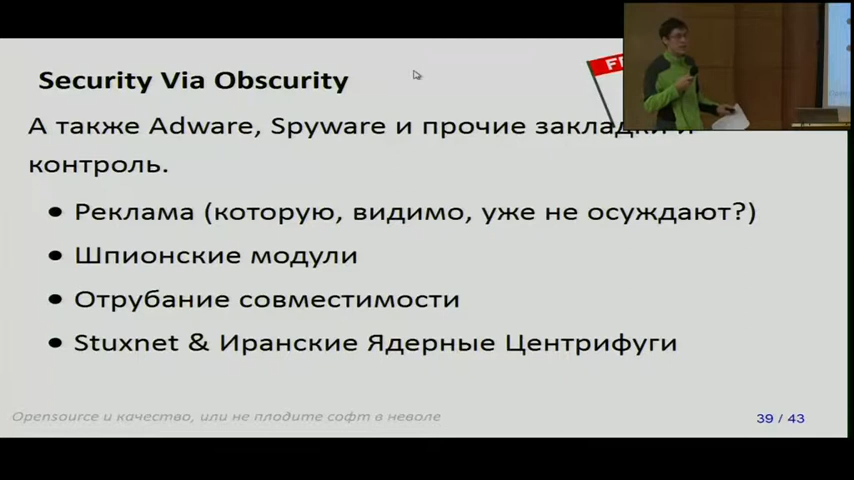 Security Via Obscurity
А также Adware, Spyware и прочие закладки и
контроль.
• Реклама (которую, видимо, уже не осуждают?)
• Шпионские модули
• Отрубание совместимости
• Stuxnet & Иранские Ядерные Центрифуги
Opensource и качество, или не плодите софт в неволе
39 / 43